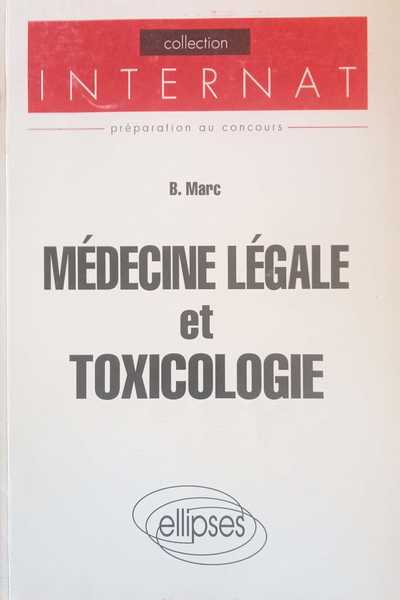 collection
INTERNAT
préparation au concours
B. Marc
MÉDECINE LÉGALE
et
TOXICOLOGIE
ellipses